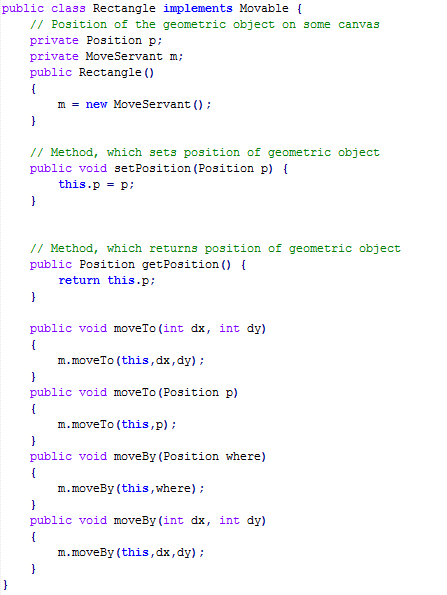 public class Rectangle implements Movable {
    // Position of the geometric object on some canvas
    private Position p;
    private MoveServant m;
    public Rectangle()
    {
        m = new MoveServant();
    }

    // Method, which sets position of geometric object
    public void setPosition(Position p) {
        this.p = p;
    }


    // Method, which returns position of geometric object
    public Position getPosition() {
        return this.p;
    }

    public void moveTo(int dx, int dy)
    {
        m.moveTo(this,dx,dy);
    }
    public void moveTo(Position p)
    {
        m.moveTo(this,p);
    }
    public void moveBy(Position where)
    {
        m.moveBy(this,where);
    }
    public void moveBy(int dx, int dy)
    {
        m.moveBy(this,dx,dy);
    }
}